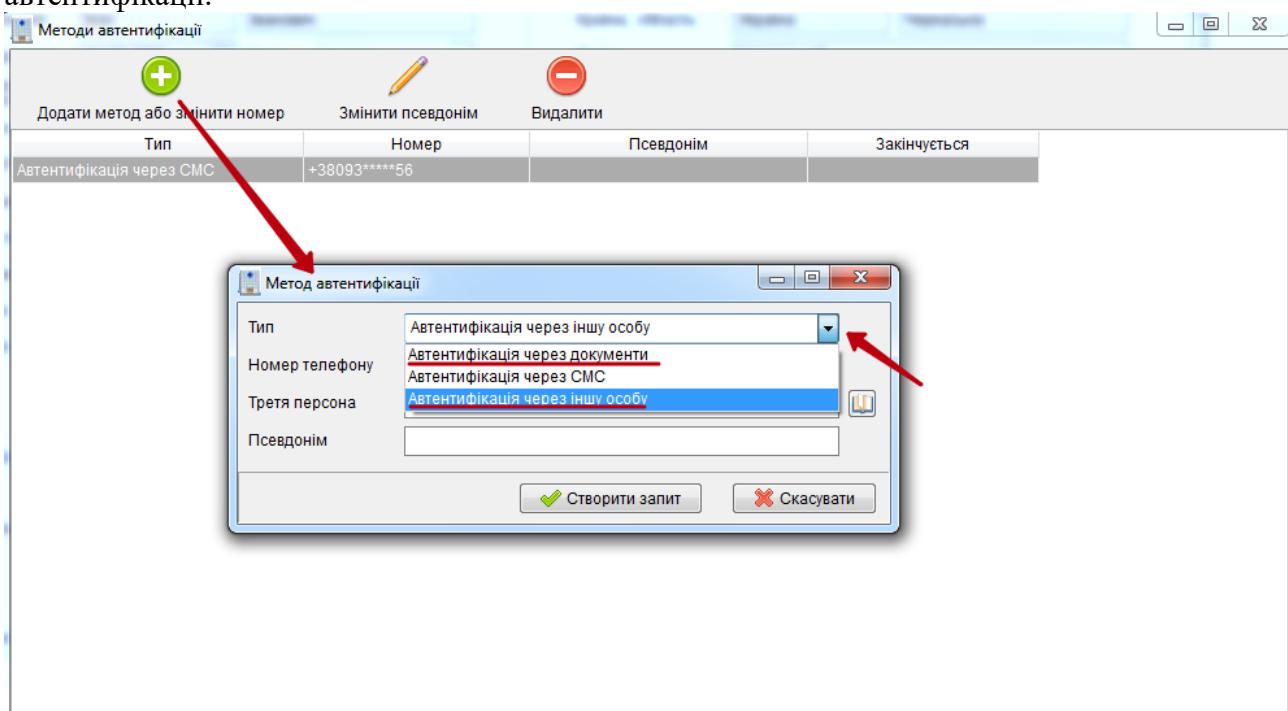 автентифікації.
Методи автентифікації
Додати метод або змінити номер Змінити псевдонім Видалити
Тип Номер Псевдонім Закінчується
Автентифікація через СМС +38093*****56
Метод автентифікації
Тип Автентифікація через іншу особу
Автентифікація через документи
Номер телефону
Автентифікація через СМС
Третя персона Автентифікація через іншу особу
Псевдонім
Створити запит Скасувати